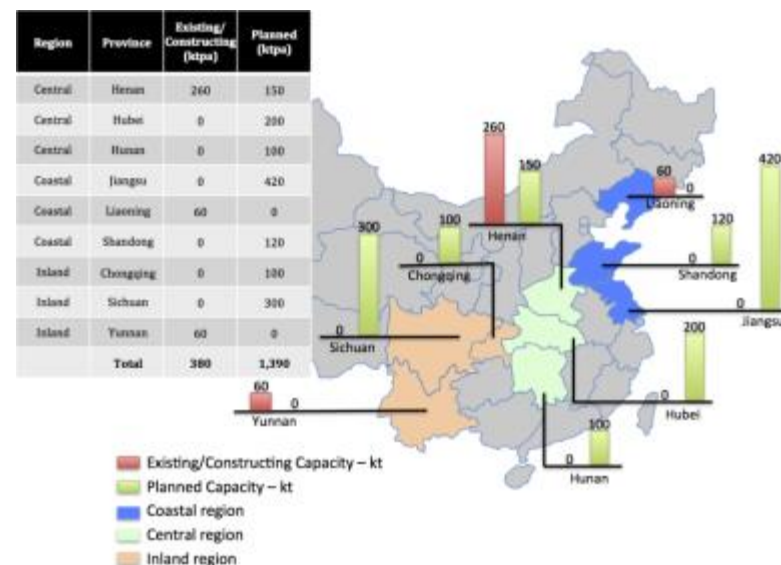 Region Province Existing/ Constructing (ktpa) Planned (ktpa)
Central Henan 260 150
Central Hubei 0 200
Central Hunan 0 100
Coastal Jiangsu 0 420
Coastal Liaoning 60 0
Coastal Shandong 0 120
Inland Chongqing 0 100
Inland Sichuan 0 300
Inland Yunnan 60 0
Total 380 1,390
260
150
Henan
60
0
Liaoning
420
0
Jiangsu
120
0
Shandong
100
0
Chongqing
300
0
Sichuan
200
0
Hubei
60
0
Yunnan
100
0
Hunan
Existing/Constructing Capacity – kt
Planned Capacity – kt
Coastal region
Central region
Inland region